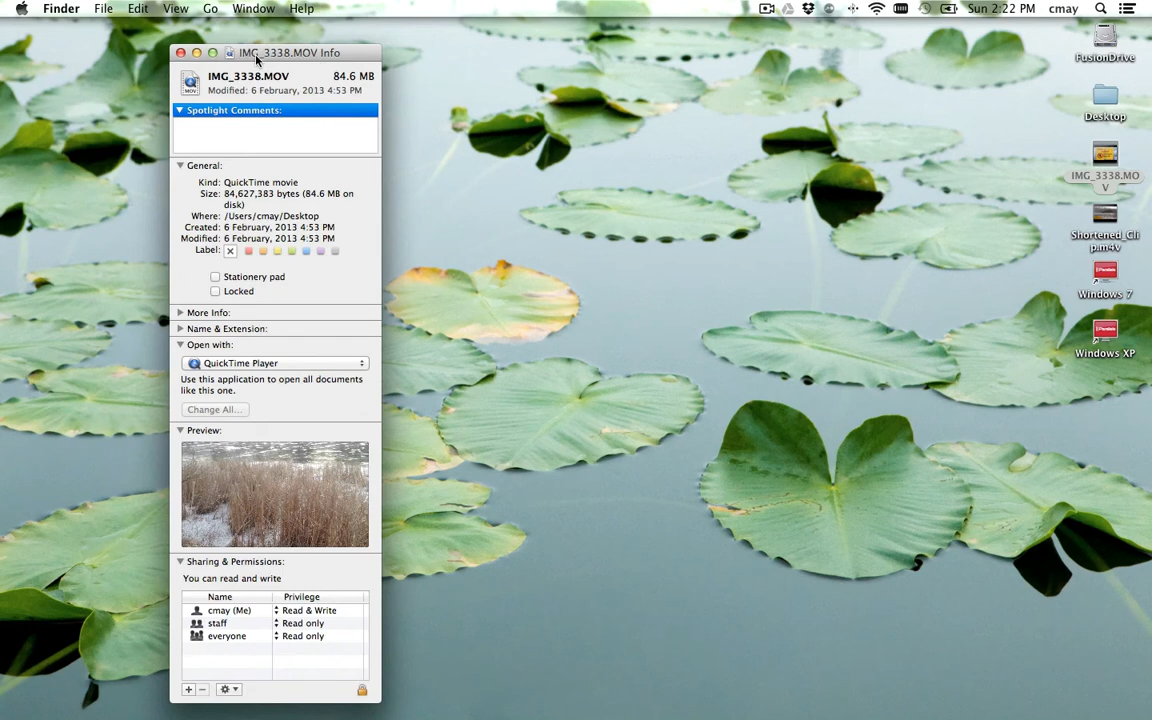 Finder File Edit View Go Window Help Sun 2:22 PM cmay
IMG_3338.MOV Info
IMG_3338.MOV 84.6 MB
Modified: 6 February, 2013 4:53 PM
Spotlight Comments:
General:
Kind: QuickTime movie
Size: 84,627,383 bytes (84.6 MB on
disk)
Where: /Users/cmay/Desktop
Created: 6 February, 2013 4:53 PM
Modified: 6 February, 2013 4:53 PM
Label:
Stationery pad
Locked
More Info:
Name & Extension:
Open with:
QuickTime Player
Use this application to open all documents
like this one.
Change All...
Preview:
Sharing & Permissions:
You can read and write
Name Privilege
cmay (Me) Read & Write
staff Read only
everyone Read only
FusionDrive
Desktop
IMG_3338.MO
V
Shortened_Cli
p.m4v
Windows 7
Windows XP